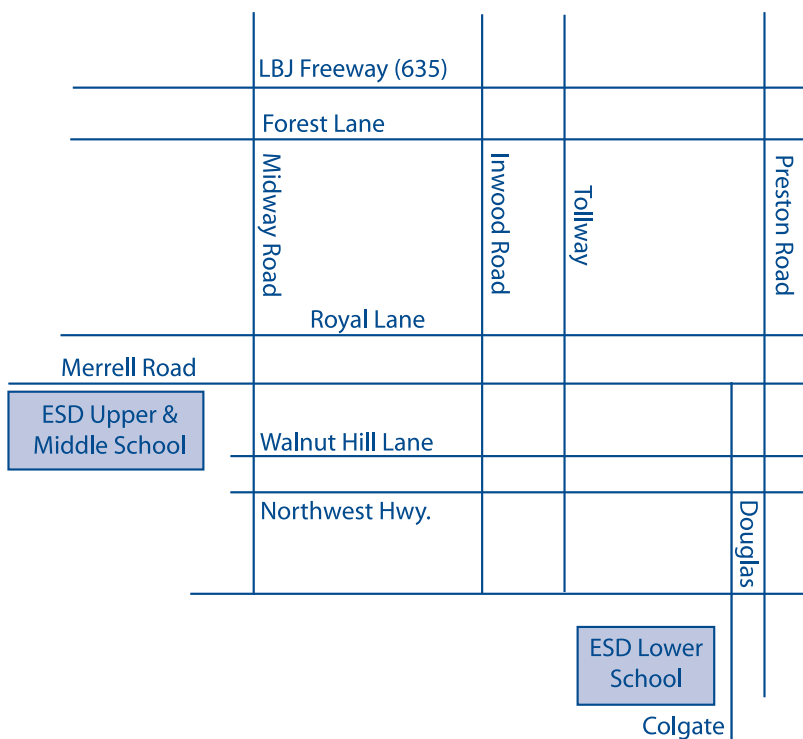 LBJ Freeway (635)
Forest Lane
Midway Road
Inwood Road
Tollway
Preston Road
Royal Lane
Merrell Road
ESD Upper &
Middle School
Walnut Hill Lane
Northwest Hwy.
Douglas
ESD Lower
School
Colgate